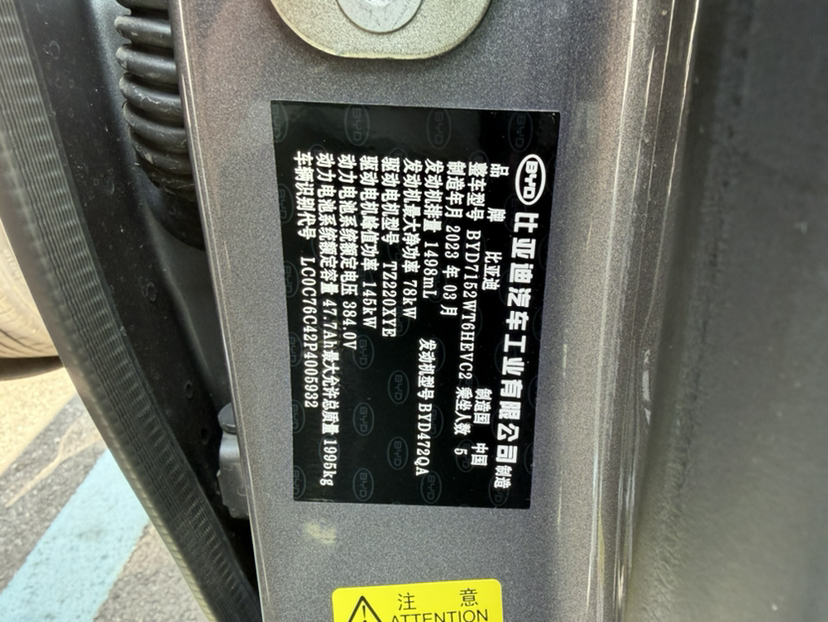 BYD 比亚迪汽车工业有限公司 制造
品牌 比亚迪 制造国 中国
整车型号 BYD7152WT6HEVC2 乘坐人数 5
制造年月 2023 年 03 月
发动机排量 1498mL 发动机型号 BYD472QA
发动机最大净功率 78kW
驱动电机型号 TZ220XYE
驱动电机峰值功率 145kW
动力电池系统额定电压 384.0V
动力电池系统额定容量 47.7Ah 最大允许总质量 1995kg
车辆识别代号 LC0C76C42P4005932
注 意
ATTENTION